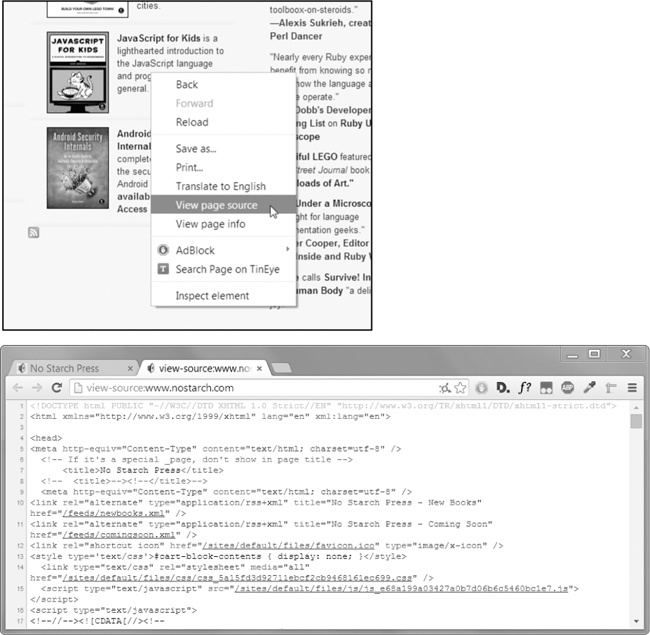 BUILD YOUR OWN LEGO TOWN!
cities.
JAVASCRIPT
FOR KIDS
JavaScript for Kids is a
lighthearted introduction to
the JavaScript language
and prog
general.
Android Security
Internals
Android
Internal
complete
the secu
Android
availab
Access
toolboox-on-steroids."
—Alexis Sukrieh, creat
Perl Dancer
"Nearly every Ruby exper
benefit from knowing so m
how the language a
operate."
Dobb's Developer
ng List on Ruby U
scope
iful LEGO featured
Street Journal book
loads of Art."
Under a Microsco
ght for language
mentation geeks."
er Cooper, Editor
Inside and Ruby W
e calls Survive! In
uman Body "a deli
Back
Forward
Reload
Save as...
Print...
Translate to English
View page source
View page info
AdBlock
Search Page on TinEye
Inspect element
No Starch Press
view-source:www.no
view-source:www.nostarch.com
D.
f?
ABP
1 <!DOCTYPE html PUBLIC "-//W3C//DTD XHTML 1.0 Strict//EN" "http://www.w3.org/TR/xhtml1/DTD/xhtml1-strict.dtd">
2 <html xmlns="http://www.w3.org/1999/xhtml" lang="en" xml:lang="en">
3
4 <head>
5 <meta http-equiv="Content-Type" content="text/html; charset=utf-8" />
6 <!-- If it's a special _page, don't show in page title -->
7 <title>No Starch Press</title>
8 <!-- <title>--><!--</title>-->
9 <meta http-equiv="Content-Type" content="text/html; charset=utf-8" />
10 <link rel="alternate" type="application/rss+xml" title="No Starch Press - New Books"
href="/feeds/newbooks.xml" />
11 <link rel="alternate" type="application/rss+xml" title="No Starch Press - Coming Soon"
href="/feeds/comingsoon.xml" />
12 <link rel="shortcut icon" href="/sites/default/files/favicon.ico" type="image/x-icon" />
13 <style type='text/css'>#cart-block-contents { display: none; }</style>
14 <link type="text/css" rel="stylesheet" media="all"
href="/sites/default/files/css/css_5a15fd3d92711ebcf2cb9468161ec699.css" />
15 <script type="text/javascript" src="/sites/default/files/js/js_e68a199a03427a0b7d06b6c5460bc1e7.js">
</script>
16 <script type="text/javascript">
17 <!--//--><![CDATA[//><!--